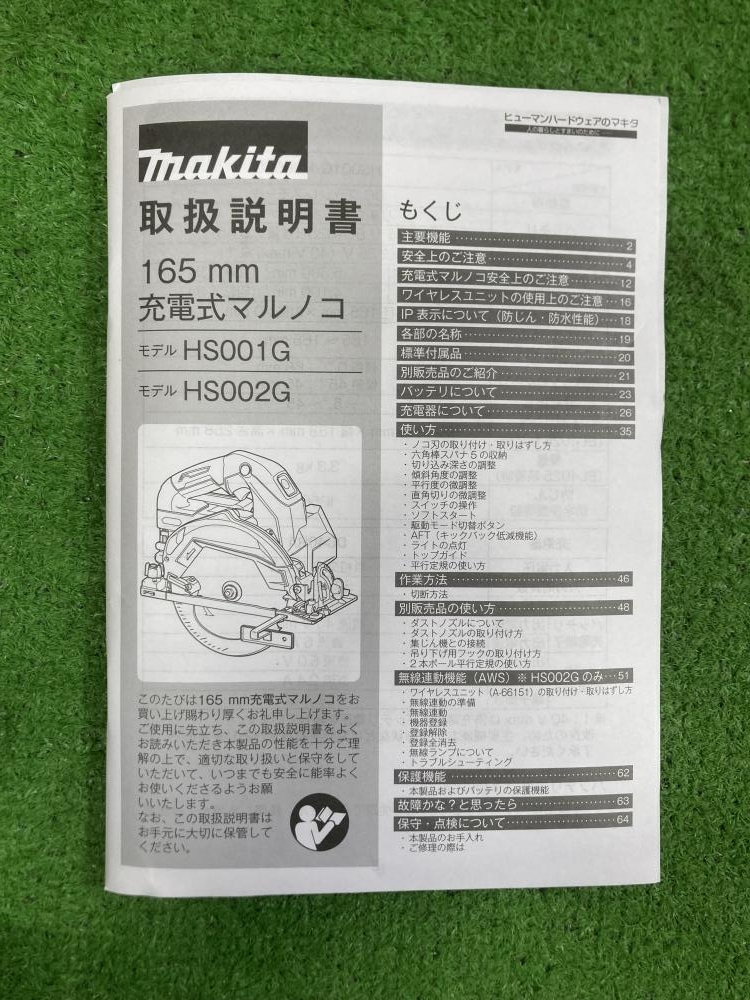 makita
取扱説明書
165 mm
充電式マルノコ
モデル HS001G
モデル HS002G
このたびは165 mm充電式マルノコをお
買い上げ賜わり厚くお礼申し上げます。
ご使用に先立ち、この取扱説明書をよく
お読みいただき本製品の性能を十分ご理
解の上で、適切な取り扱いと保守をして
いただいて、いつまでも安全に能率よく
お使いくださるようお願
いいたします。
なお、この取扱説明書は
お手元に大切に保管して
ください。
ヒューマンハードウェアのマキタ
人の暮らしとすまいのために
もくじ
主要機能 2
安全上のご注意 4
充電式マルノコ安全上のご注意 12
ワイヤレスユニットの使用上のご注意 16
IP 表示について（防じん・防水性能） 18
各部の名称 19
標準付属品 20
別販売品のご紹介 21
バッテリについて 23
充電器について 26
使い方 35
・ノコ刃の取り付け・取りはずし方
・六角棒スパナ5の収納
・切り込み深さの調整
・傾斜角度の調整
・平行度の微調整
・直角切りの微調整
・スイッチの操作
・ソフトスタート
・駆動モード切替ボタン
・AFT（キックバック低減機能）
・ライトの点灯
・トップガイド
・平行定規の使い方
作業方法 46
・切断方法
別販売品の使い方 48
・ダストノズルについて
・ダストノズルの取り付け方
・集じん機との接続
・吊り下げ用フックの取り付け方
・2本ポール平行定規の使い方
無線連動機能（AWS）※ HS002G のみ 51
・ワイヤレスユニット（A-66151）の取り付け・取りはずし方
・無線連動の準備
・無線連動
・機器登録
・登録解除
・登録全消去
・無線ランプについて
・トラブルシューティング
保護機能 62
・本製品およびバッテリの保護機能
故障かな？と思ったら 63
保守・点検について 64
・本製品のお手入れ
・ご修理の際は